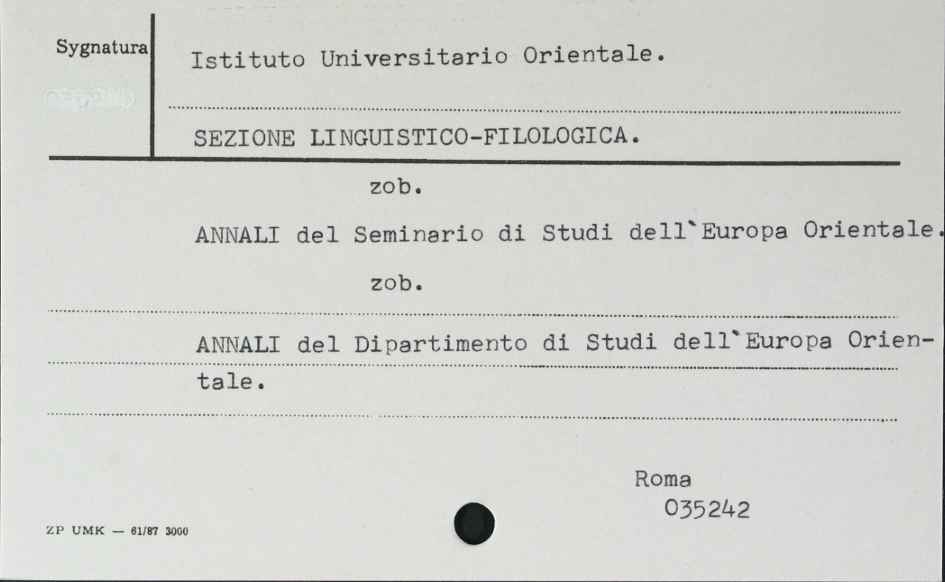 Sygnatura
Istituto Universitario Orientale.
SEZIONE LINGUISTICO-FILOLOGICA.
zob.
ANNALI del Seminario di Studi dell`Europa Orientale.
zob.
ANNALI del Dipartimento di Studi dell`Europa Orien-
tale.
Roma
035242
ZP UMK — 61/87 3000